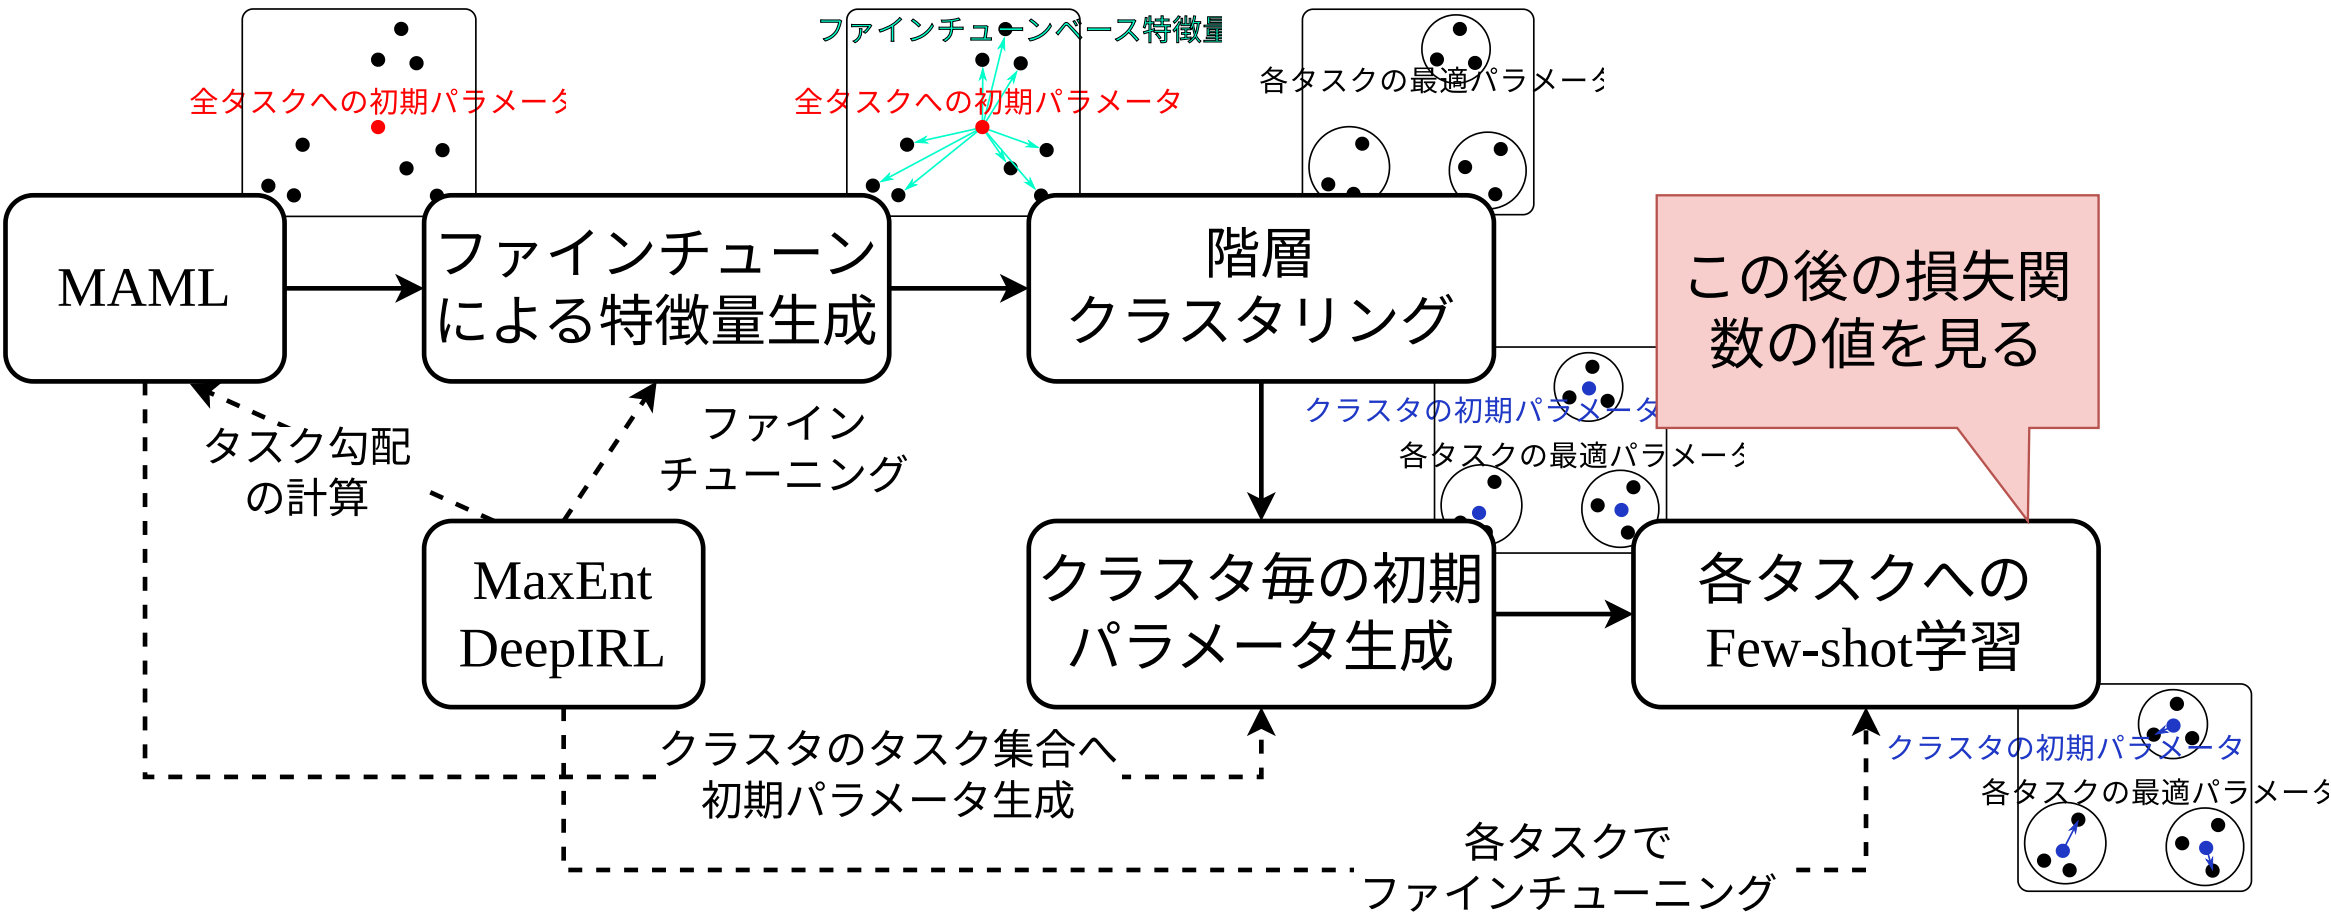 ファインチューンベース特徴量
全タスクへの初期パラメータ
全タスクへの初期パラメータ
各タスクの最適パラメータ
MAML
ファインチューン
による特徴量生成
階層
クラスタリング
この後の損失関
数の値を見る
クラスタの初期パラメータ
各タスクの最適パラメータ
タスク勾配
の計算
ファイン
チューニング
MaxEnt
DeepIRL
クラスタ毎の初期
パラメータ生成
各タスクへの
Few-shot学習
クラスタのタスク集合へ
初期パラメータ生成
クラスタの初期パラメータ
各タスクの最適パラメータ
各タスクで
ファインチューニング